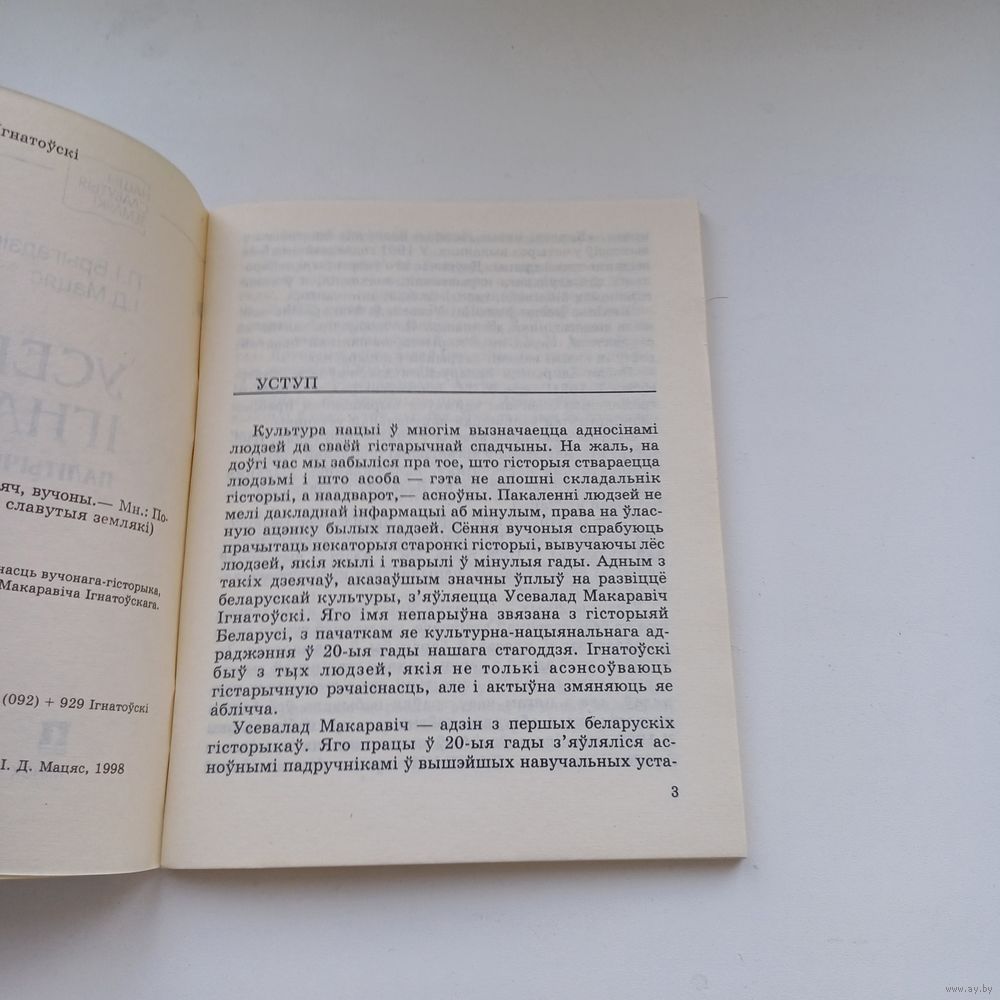 Ігнатоўскі
яч, вучоны.— Мн.: По-
славутыя землякі)
насць вучонага-гісторыка,
Макаравіча Ігнатоўскага.
(092) + 929 Ігнатоўскі
І. Д. Мацяс, 1998
УСТУП
Культура нацыі ў многім вызначаецца адносінамі
людзей да сваёй гістарычнай спадчыны. На жаль, на
доўгі час мы забыліся пра тое, што гісторыя ствараецца
людзьмі і што асоба — гэта не апошні складальнік
гісторыі, а наадварот,— асноўны. Пакаленні людзей не
мелі дакладнай інфармацыі аб мінулым, права на ўлас-
ную ацэнку былых падзей. Сёння вучоныя спрабуюць
прачытаць некаторыя старонкі гісторыі, вывучаючы лёс
людзей, якія жылі і тварылі ў мінулыя гады. Адным з
такіх дзеячаў, аказаўшым значны ўплыў на развіццё
беларускай культуры, з'яўляецца Усевалад Макаравіч
Ігнатоўскі. Яго імя непарыўна звязана з гісторыяй
Беларусі, з пачаткам яе культурна-нацыянальнага ад-
раджэння ў 20-ыя гады нашага стагоддзя. Ігнатоўскі
быў з тых людзей, якія не толькі асэнсоўваюць
гістарычную рэчаіснасць, але і актыўна змяняюць яе
аблічча.
Усевалад Макаравіч — адзін з першых беларускіх
гісторыкаў. Яго працы ў 20-ыя гады з'яўляліся ас-
ноўнымі падручнікамі ў вышэйшых навучальных уста-
3
www.ay.by